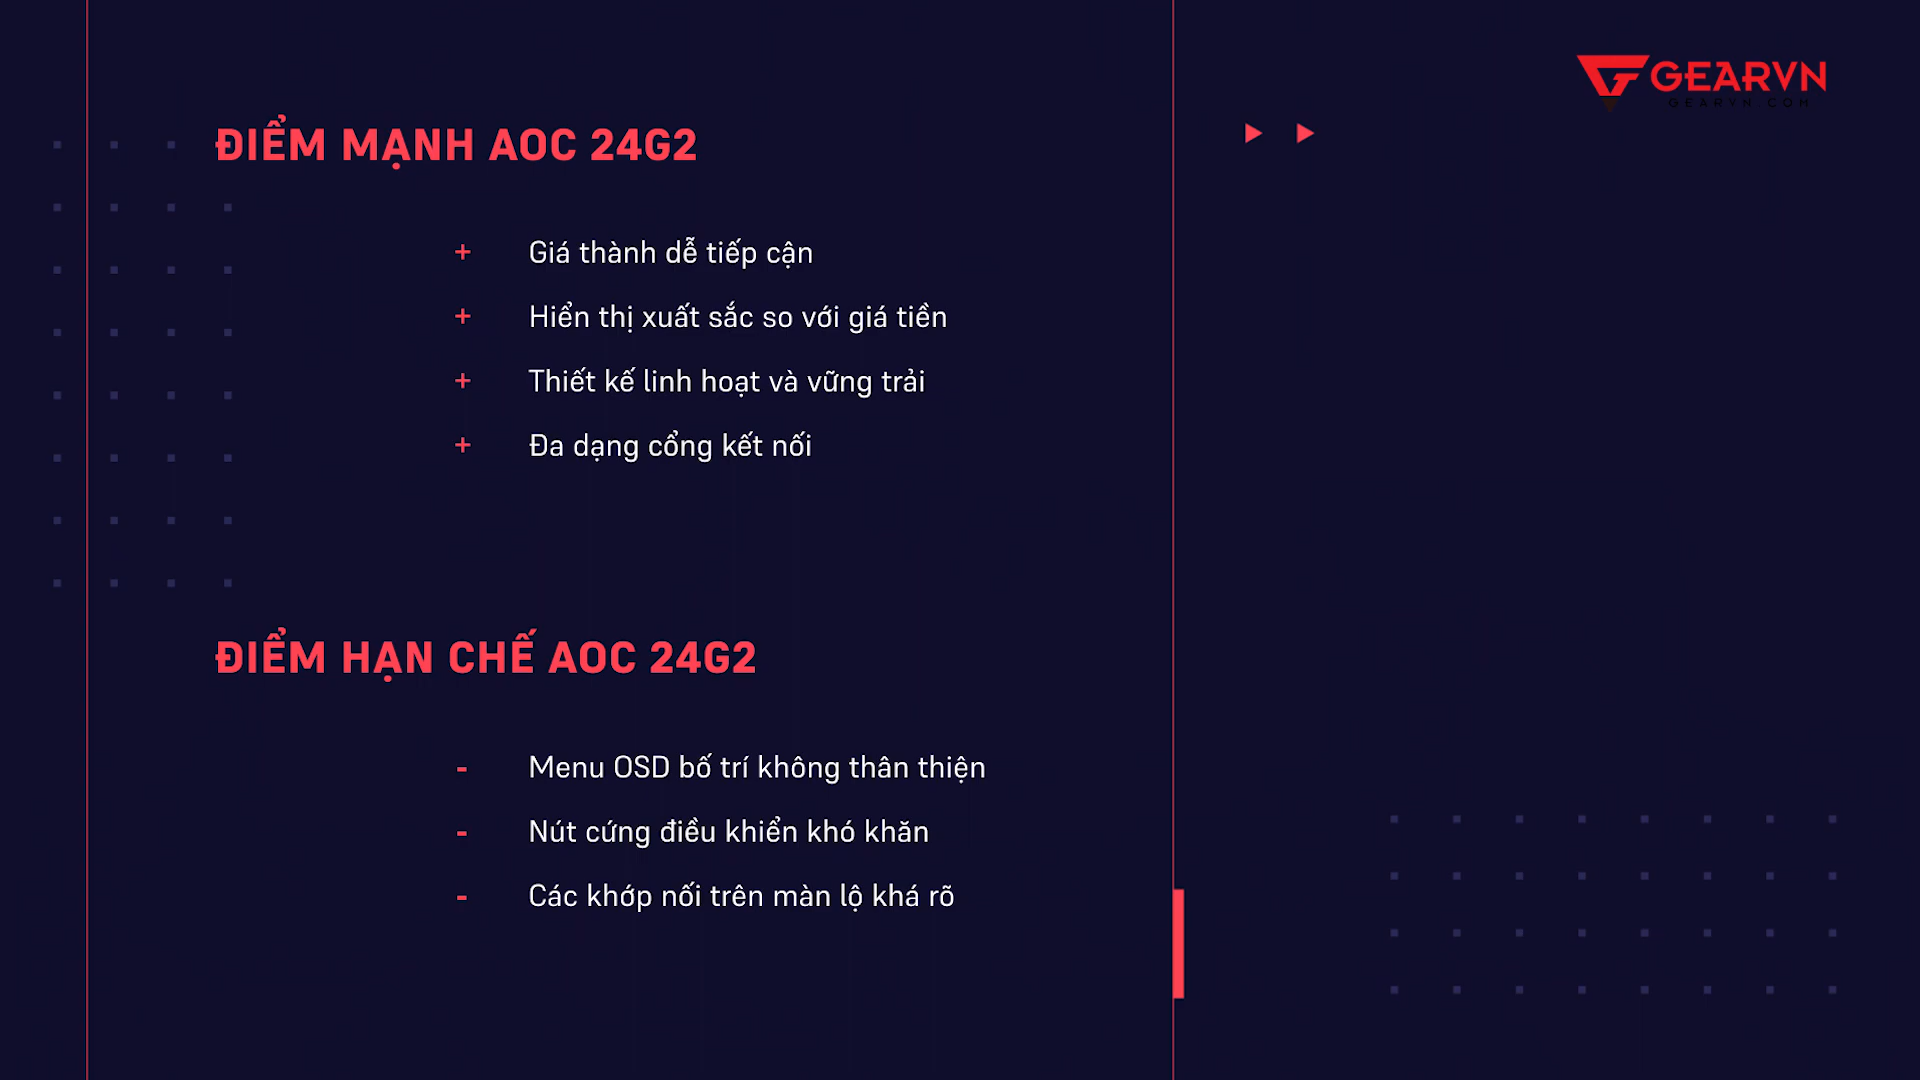 GEARVN
GEARVN.COM
ĐIỂM MẠNH AOC 24G2
+ Giá thành dễ tiếp cận
+ Hiển thị xuất sắc so với giá tiền
+ Thiết kế linh hoạt và vững trải
+ Đa dạng cổng kết nối
ĐIỂM HẠN CHẾ AOC 24G2
- Menu OSD bố trí không thân thiện
- Nút cứng điều khiển khó khăn
- Các khớp nối trên màn lộ khá rõ